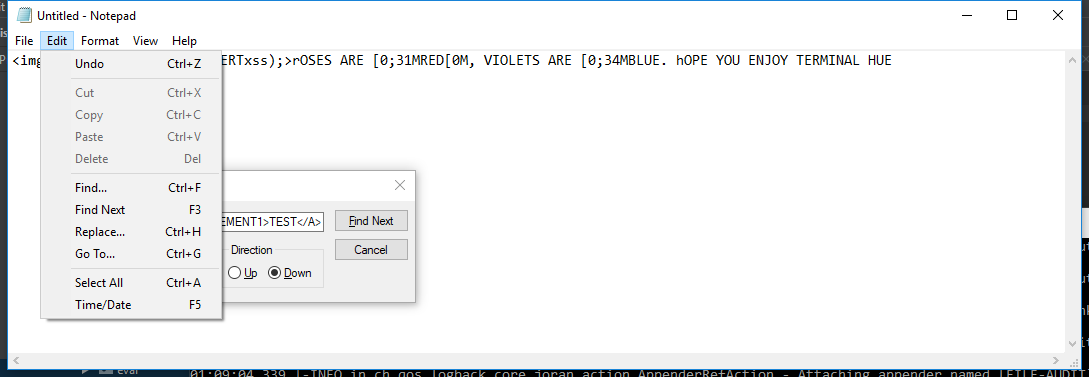 Untitled - Notepad
File Edit Format View Help
<img ERTxss);>rOSES ARE [0;31MRED[0M, VIOLETS ARE [0;34MBLUE. hOPE YOU ENJOY TERMINAL HUE
Undo Ctrl+Z
Cut Ctrl+X
Copy Ctrl+C
Paste Ctrl+V
Delete Del
Find... Ctrl+F
Find Next F3
Replace... Ctrl+H
Go To... Ctrl+G
Select All Ctrl+A
Time/Date F5
EMENT1>TEST</A> Find Next
Direction Cancel
Up Down
eval 01:09:04,339 |-INFO in ch.qos.logback.core.joran.action.AppenderRefAction - Attaching appender named [FILE-AUDIT